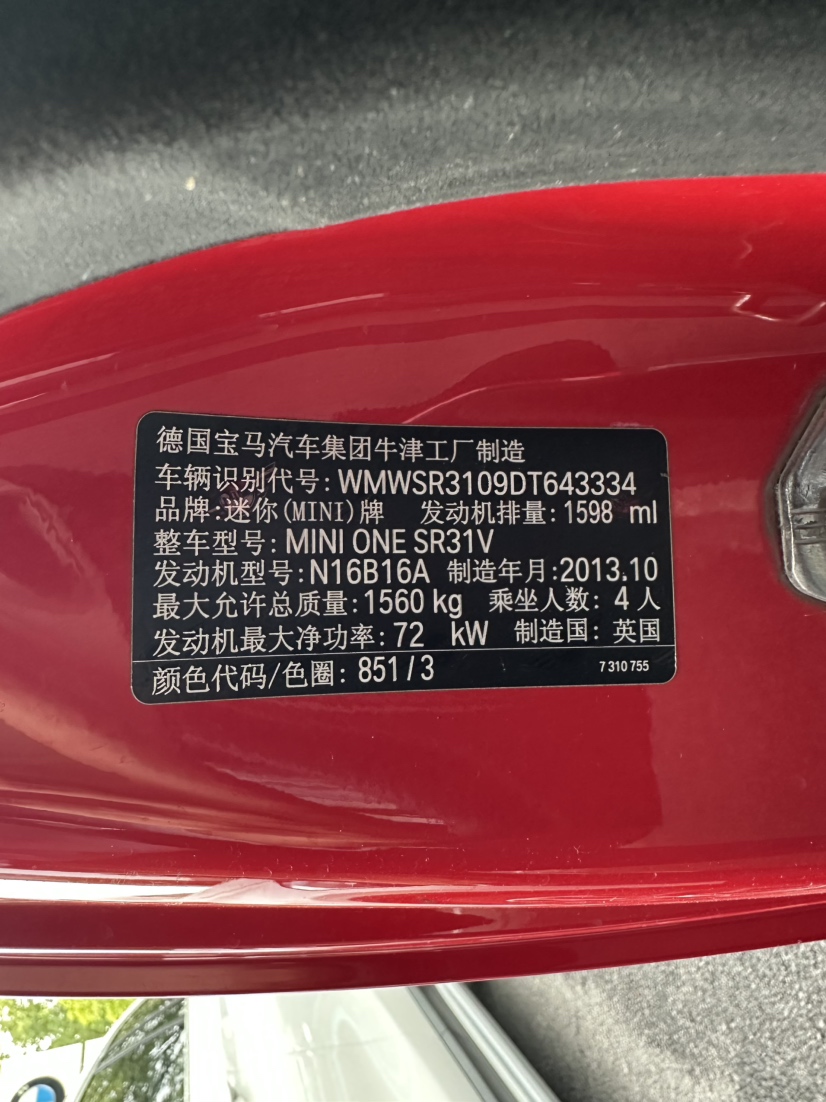 德国宝马汽车集团牛津工厂制造
车辆识别代号: WMWSR3109DT643334
品牌:迷你(MINI)牌 发动机排量: 1598 ml
整车型号: MINI ONE SR31V
发动机型号: N16B16A 制造年月: 2013.10
最大允许总质量: 1560 kg 乘坐人数: 4 人
发动机最大净功率: 72 kW 制造国: 英国
颜色代码/色圈: 851 / 3 7 310 755